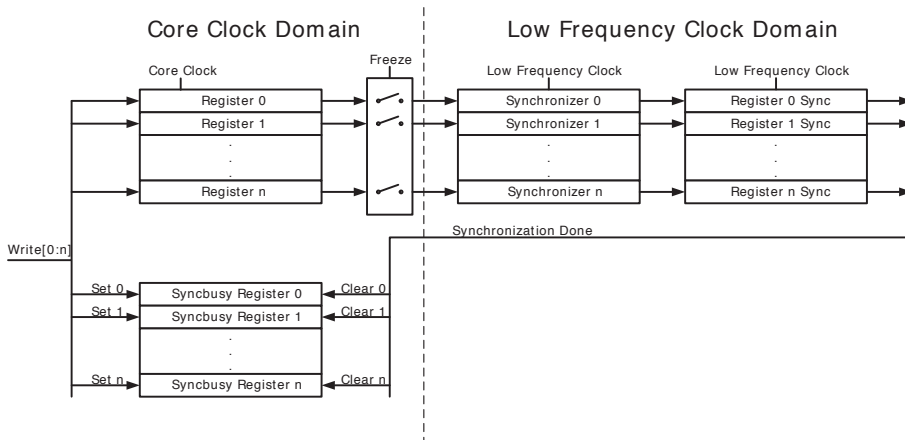 Core Clock Domain
Low Frequency Clock Domain
Freeze
Core Clock
Low Frequency Clock
Low Frequency Clock
Register 0
Synchronizer 0
Register 0 Sync
Register 1
Synchronizer 1
Register 1 Sync
.
.
.
.
.
.
.
.
.
Register n
Synchronizer n
Register n Sync
Synchronization Done
Write[0:n]
Set 0
Syncbusy Register 0
Clear 0
Set 1
Syncbusy Register 1
Clear 1
.
.
.
Set n
Syncbusy Register n
Clear n